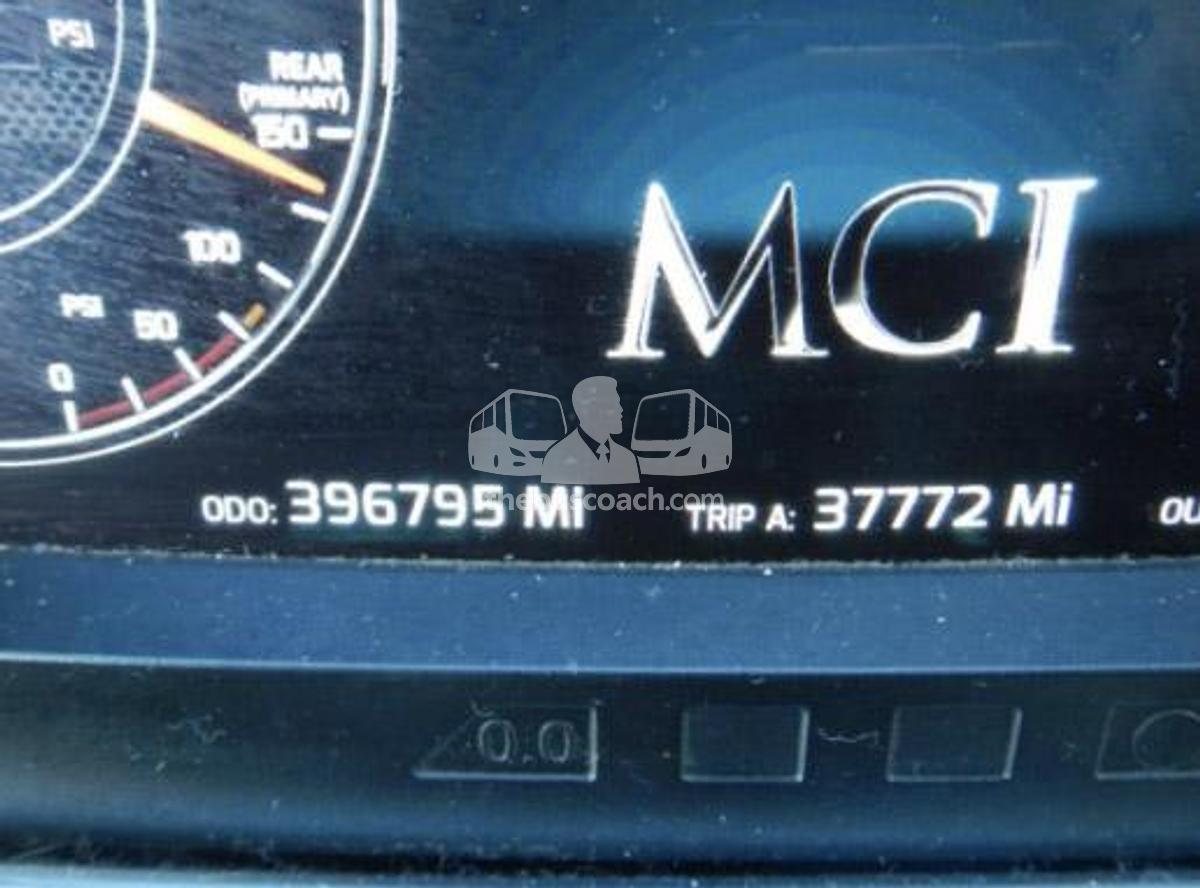 PSI
REAR
(PRIMARY)
150
100
PSI
50
0
MCI
ODO: 396795 Mi
TRIP A: 37772 Mi
0.0